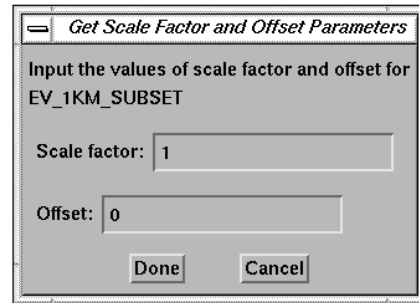 Get Scale Factor and Offset Parameters
Input the values of scale factor and offset for
EV_1KM_SUBSET
Scale factor: 1
Offset: 0
Done Cancel